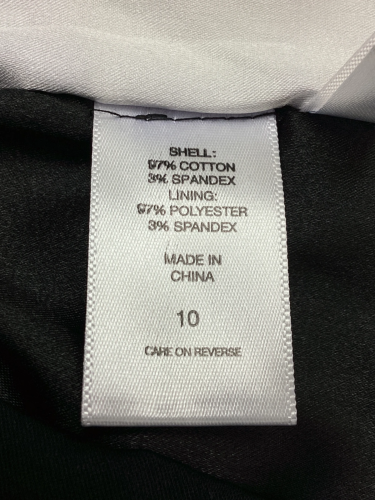 SHELL:
97% COTTON
3% SPANDEX
LINING:
97% POLYESTER
3% SPANDEX
MADE IN
CHINA
10
CARE ON REVERSE